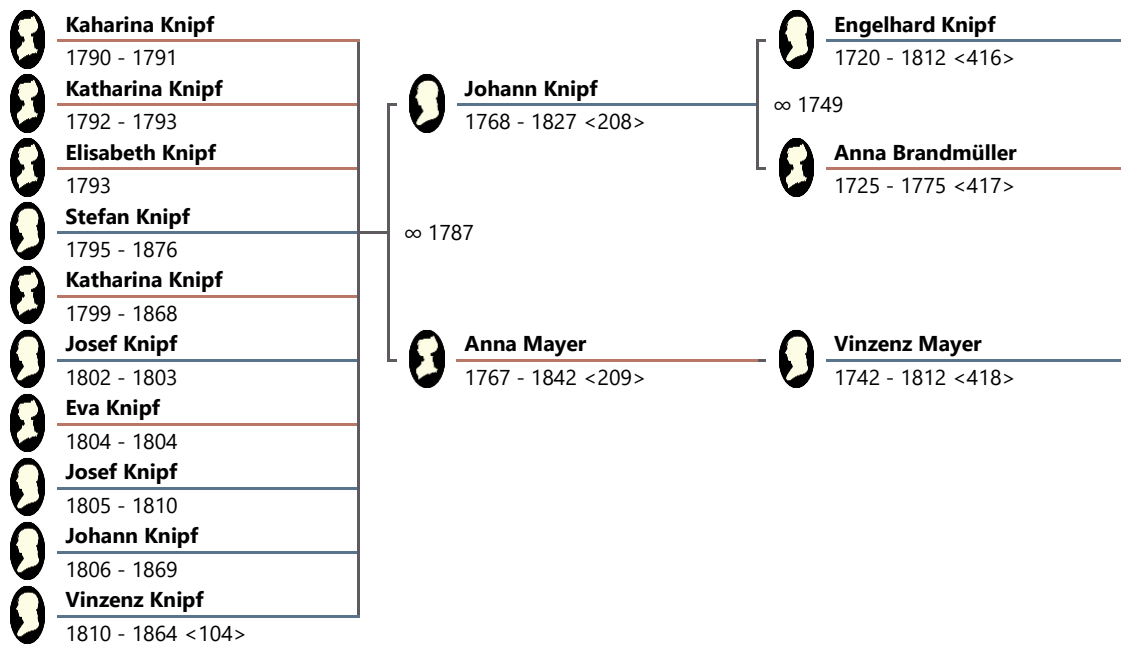 Kaharina Knipf
1790 - 1791
Katharina Knipf
1792 - 1793
Elisabeth Knipf
1793
Stefan Knipf
1795 - 1876
Katharina Knipf
1799 - 1868
Josef Knipf
1802 - 1803
Eva Knipf
1804 - 1804
Josef Knipf
1805 - 1810
Johann Knipf
1806 - 1869
Vinzenz Knipf
1810 - 1864 <104>
Johann Knipf
1768 - 1827 <208>
∞ 1787
Anna Mayer
1767 - 1842 <209>
Engelhard Knipf
1720 - 1812 <416>
∞ 1749
Anna Brandmüller
1725 - 1775 <417>
Vinzenz Mayer
1742 - 1812 <418>